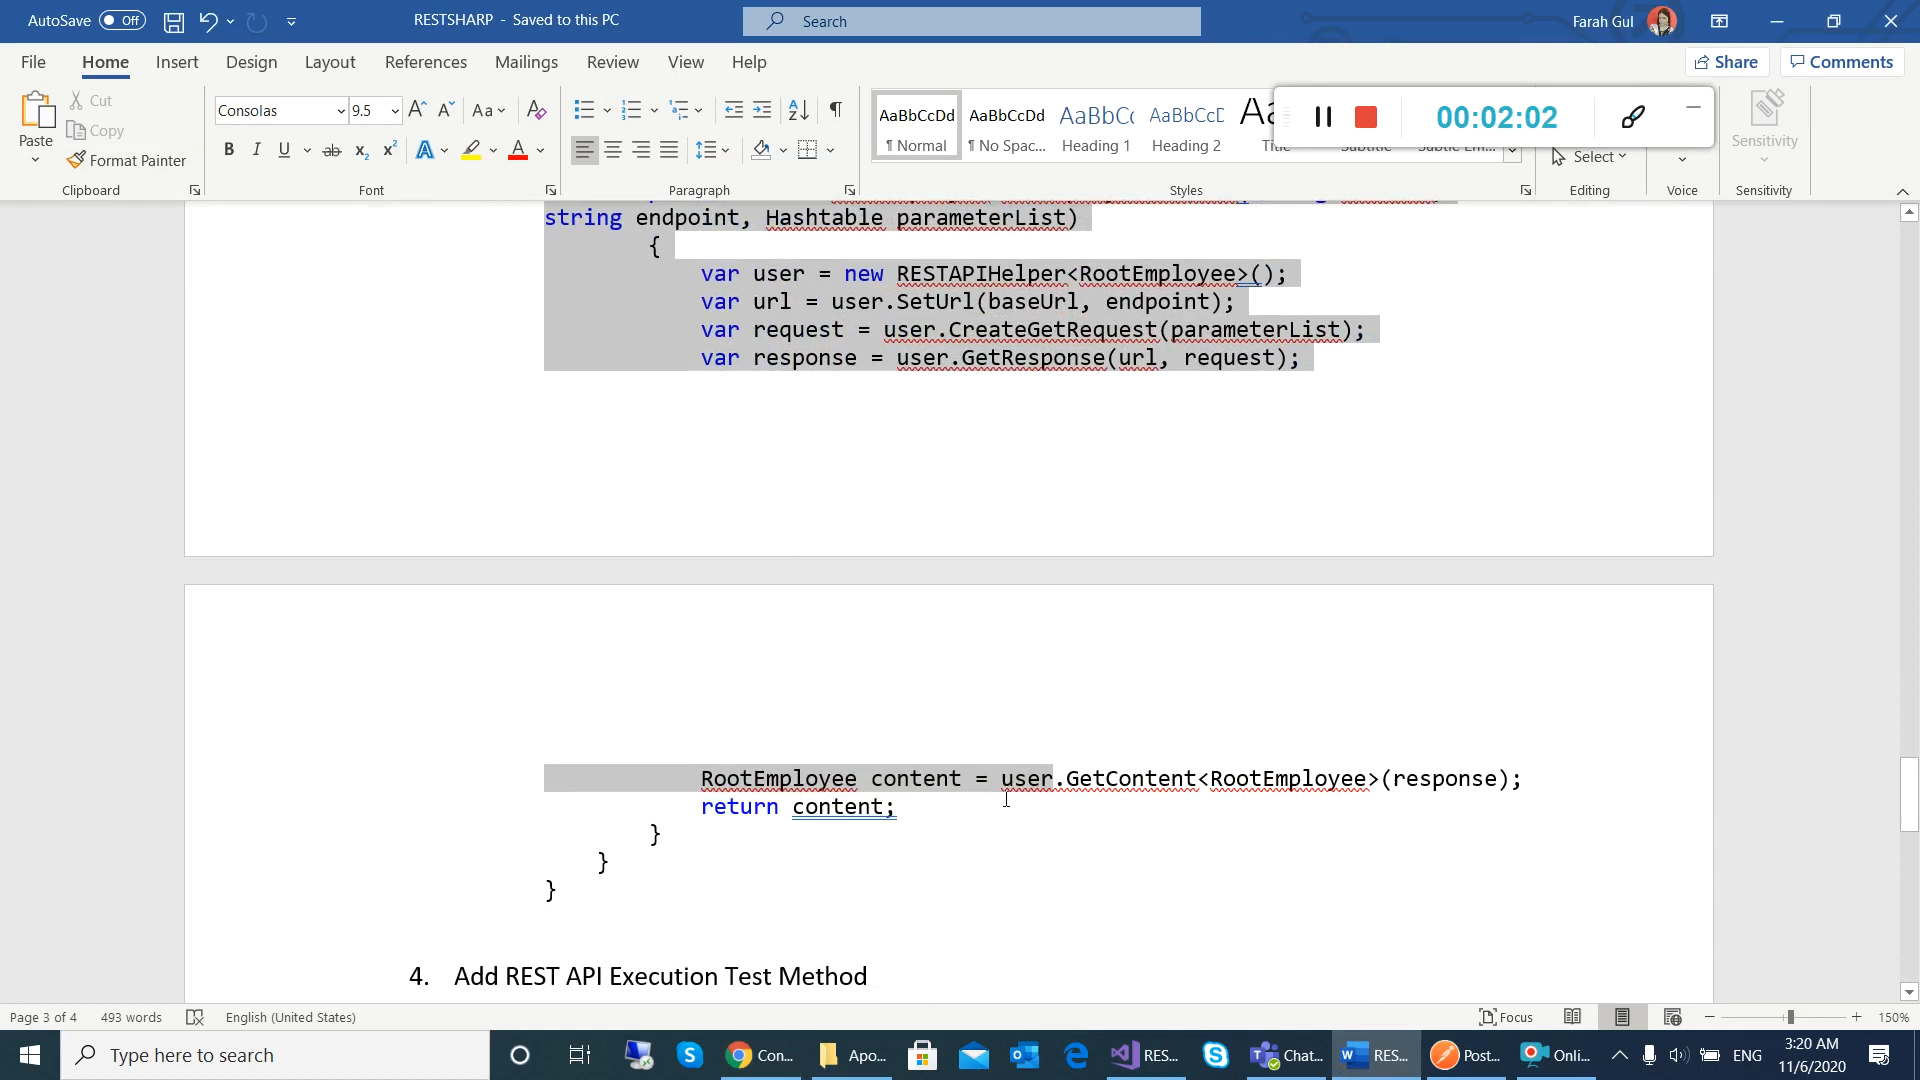 AutoSave Off RESTSHARP - Saved to this PC Search Farah Gul
File Home Insert Design Layout References Mailings Review View Help Share Comments
Paste Cut Copy Format Painter
Consolas 9.5
AaBbCcDd AaBbCcDd AaBbCc AaBbCcD
¶ Normal ¶ No Spac... Heading 1 Heading 2
00:02:02
Select
Sensitivity
Clipboard Font Paragraph Styles Editing Voice Sensitivity
string endpoint, Hashtable parameterList)
{
var user = new RESTAPIHelper<RootEmployee>();
var url = user.SetUrl(baseUrl, endpoint);
var request = user.CreateGetRequest(parameterList);
var response = user.GetResponse(url, request);
RootEmployee content = user.GetContent<RootEmployee>(response);
return content;
}
}
}
4. Add REST API Execution Test Method
Page 3 of 4 493 words English (United States) Focus 150%
Type here to search Con... Apo... RES... Chat... RES... Post... Onli... ENG 3:20 AM
11/6/2020